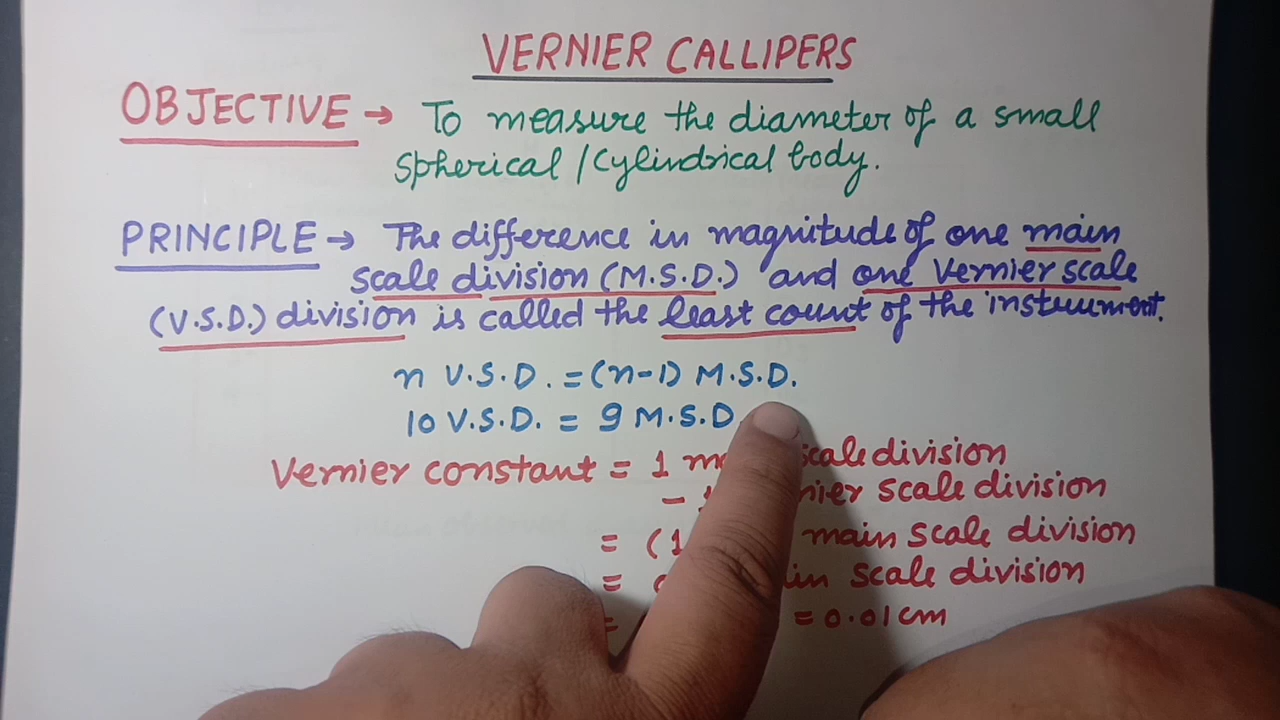 VERNIER CALLIPERS
OBJECTIVE → To measure the diameter of a small
Spherical / Cylindrical body.
PRINCIPLE → The difference in magnitude of one main
scale division (M.S.D.) and one Vernier scale
(V.S.D.) division is called the least count of the instrument.
n V.S.D. = (n-1) M.S.D.
10 V.S.D. = 9 M.S.D
Vernier constant = 1 scale division
- scale division
= (1 main scale division
= scale division
= = 0.01cm